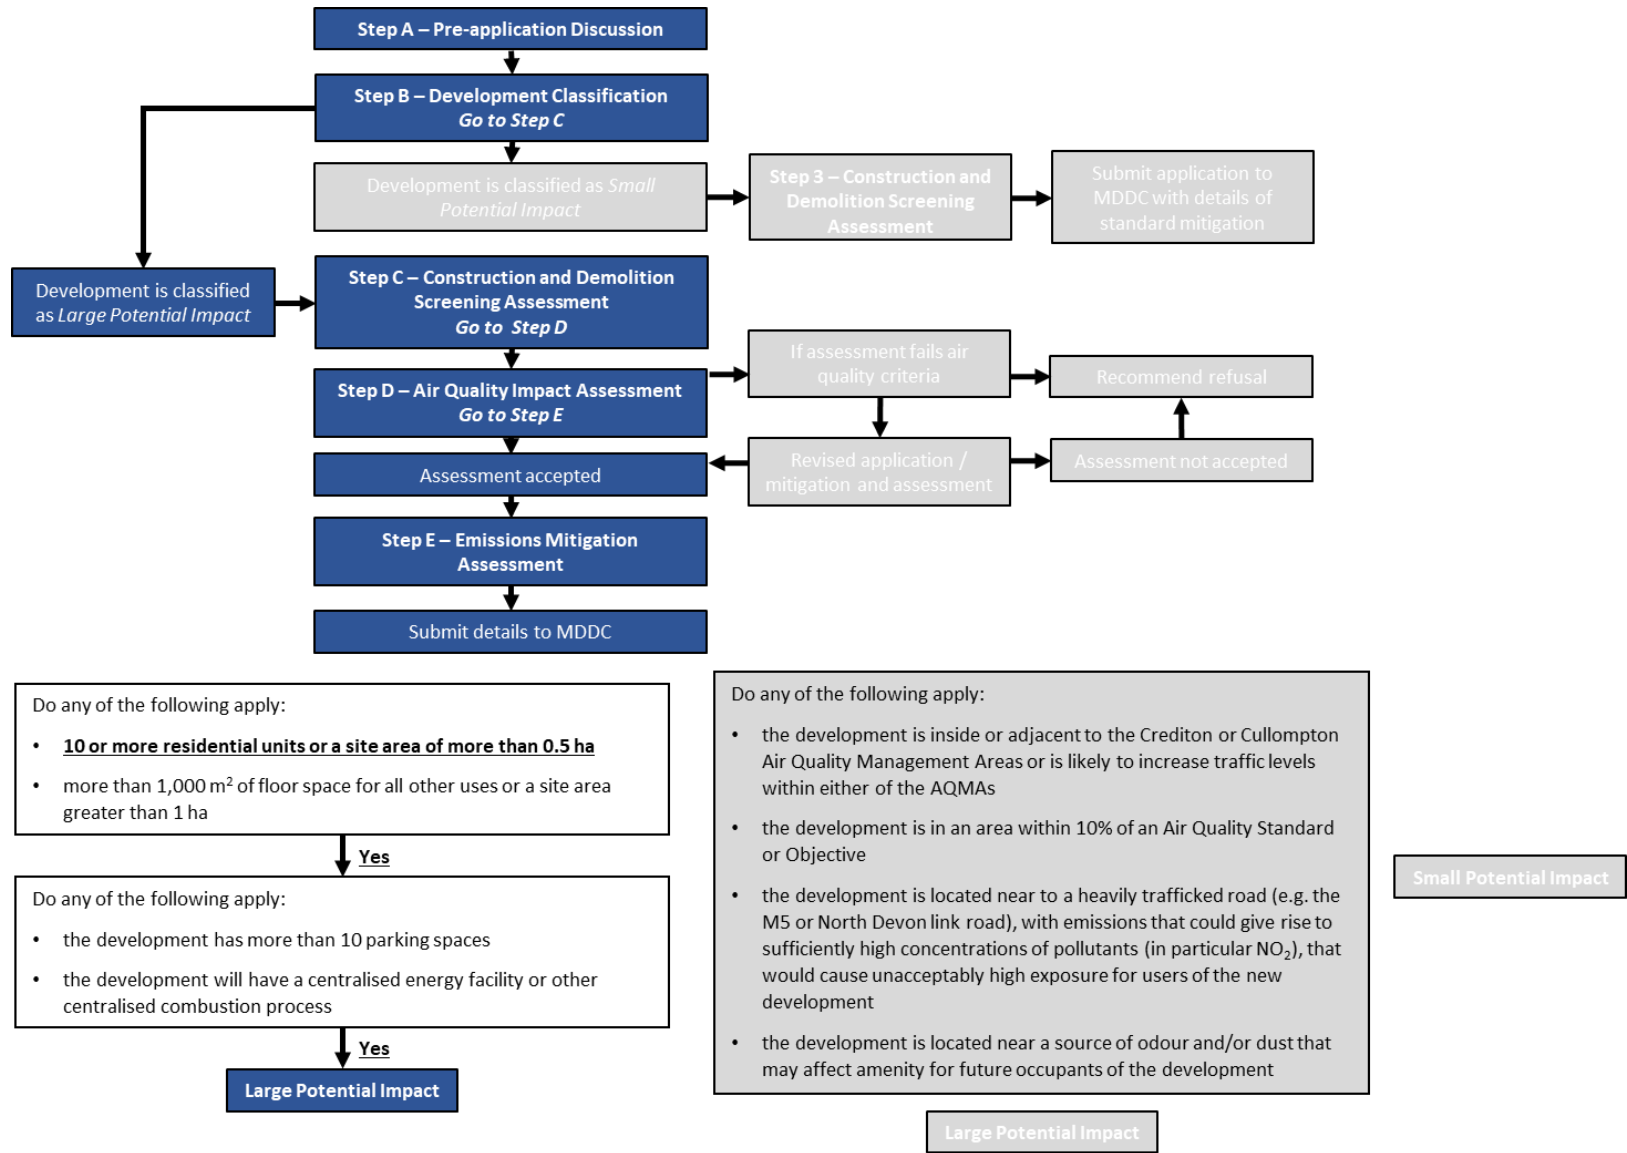 Step A – Pre-application Discussion
Step B – Development Classification
Go to Step C
Development is classified as Small
Potential Impact
Step 3 – Construction and
Demolition Screening
Assessment
Submit application to
MDDC with details of
standard mitigation
Development is classified
as Large Potential Impact
Step C – Construction and Demolition
Screening Assessment
Go to Step D
If assessment fails air
quality criteria
Recommend refusal
Step D – Air Quality Impact Assessment
Go to Step E
Assessment accepted
Revised application /
mitigation and assessment
Assessment not accepted
Step E – Emissions Mitigation
Assessment
Submit details to MDDC
Do any of the following apply:
• 10 or more residential units or a site area of more than 0.5 ha
• more than 1,000 m² of floor space for all other uses or a site area
greater than 1 ha
Yes
Do any of the following apply:
• the development has more than 10 parking spaces
• the development will have a centralised energy facility or other
centralised combustion process
Yes
Large Potential Impact
Do any of the following apply:
• the development is inside or adjacent to the Crediton or Cullompton
Air Quality Management Areas or is likely to increase traffic levels
within either of the AQMAs
• the development is in an area within 10% of an Air Quality Standard
or Objective
• the development is located near to a heavily trafficked road (e.g. the
M5 or North Devon link road), with emissions that could give rise to
sufficiently high concentrations of pollutants (in particular NO₂), that
would cause unacceptably high exposure for users of the new
development
• the development is located near a source of odour and/or dust that
may affect amenity for future occupants of the development
Small Potential Impact
Large Potential Impact